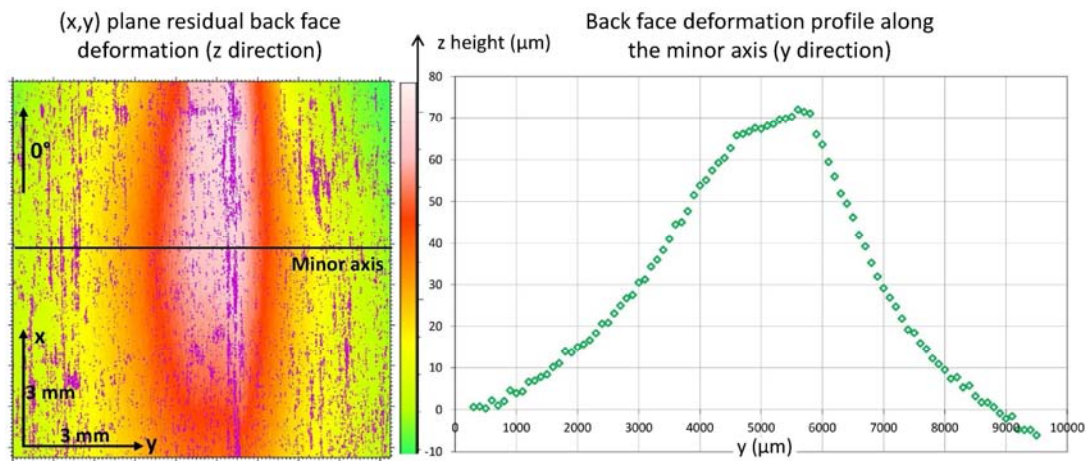 (x,y) plane residual back face
deformation (z direction)
z height (μm)
Back face deformation profile along
the minor axis (y direction)
0°
Minor axis
x
3 mm
3 mm
y
80
70
60
50
40
30
20
10
0
-10
0
1000
2000
3000
4000
5000
6000
7000
8000
9000
10000
y (μm)